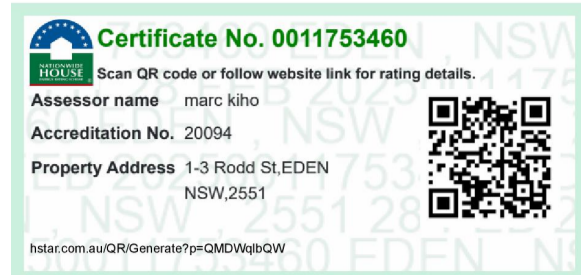 Certificate No. 0011753460
NATIONWIDE
HOUSE
Scan QR code or follow website link for rating details.
Assessor name marc kiho
Accreditation No. 20094
Property Address 1-3 Rodd St,EDEN
NSW,2551
hstar.com.au/QR/Generate?p=QMDWqlbQW